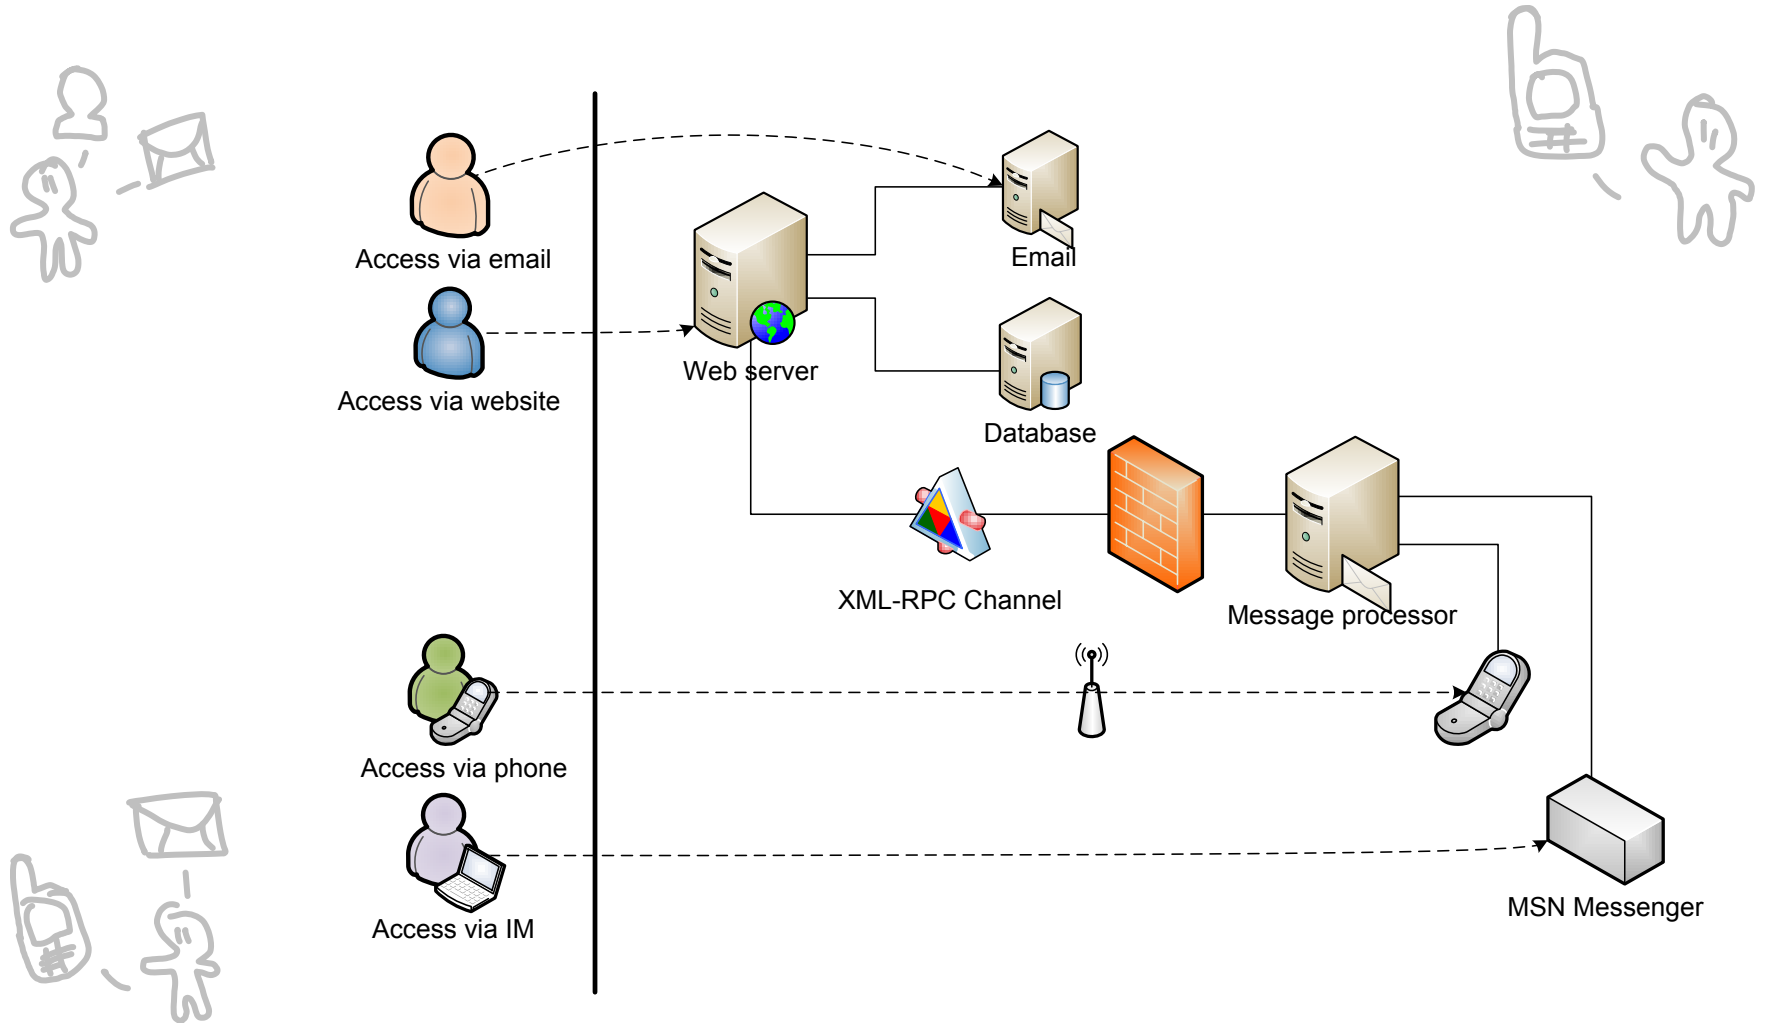 Access via email
Email
Web server
Access via website
Database
XML-RPC Channel
Message processor
Access via phone
MSN Messenger
Access via IM